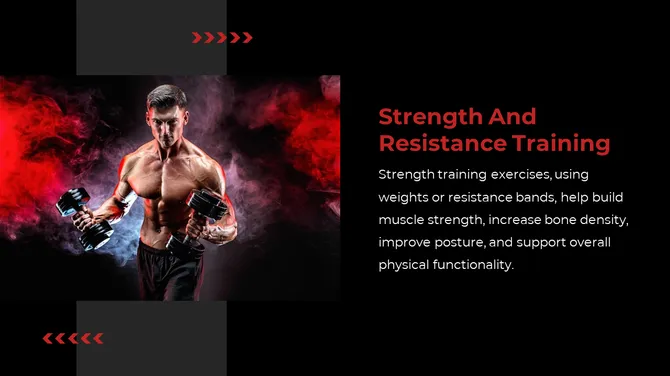 Strength And
Resistance Training
Strength training exercises, using
weights or resistance bands, help build
muscle strength, increase bone density,
improve posture, and support overall
physical functionality.